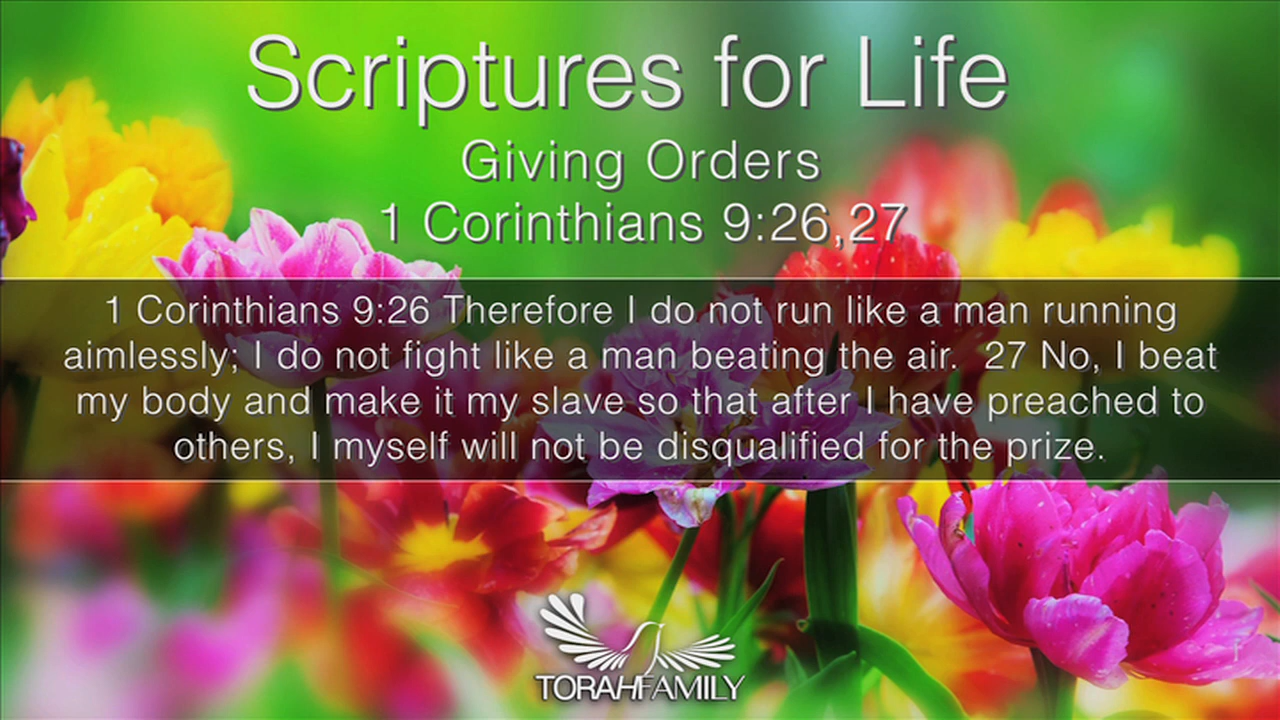 Scriptures for Life
Giving Orders
1 Corinthians 9:26,27
1 Corinthians 9:26 Therefore I do not run like a man running
aimlessly; I do not fight like a man beating the air.  27 No, I beat
my body and make it my slave so that after I have preached to
others, I myself will not be disqualified for the prize.
TORAHFAMILY